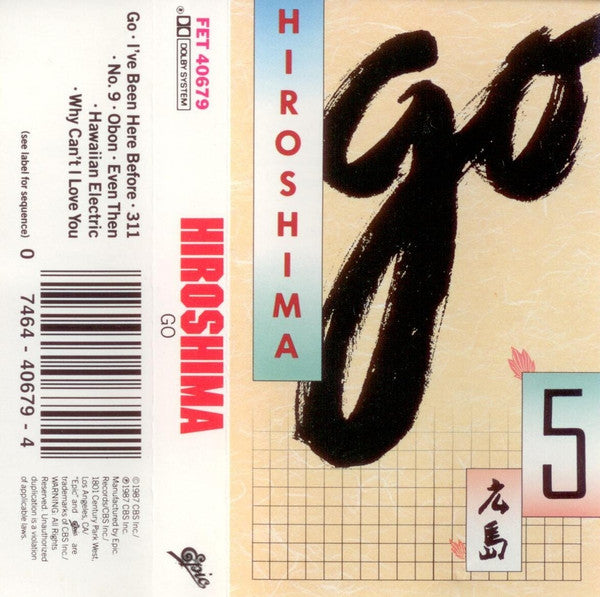 Go · I've Been Here Before · 311
· No. 9 · Obon · Even Then
· Hawaiian Electric
· Why Can't I Love You
(see label for sequence)
0 7464 - 40679 - 4
FET 40679
DOLBY SYSTEM
HIROSHIMA
GO
©1987 CBS Inc./
℗1987 CBS Inc.
Manufactured by Epic
Records/CBS Inc./
1801 Century Park West,
Los Angeles, CA/
"Epic" and are
trademarks of CBS Inc./
WARNING: All Rights
Reserved. Unauthorized
duplication is a violation
of applicable laws.
Epic
HIROSHIMA
go
5
広島